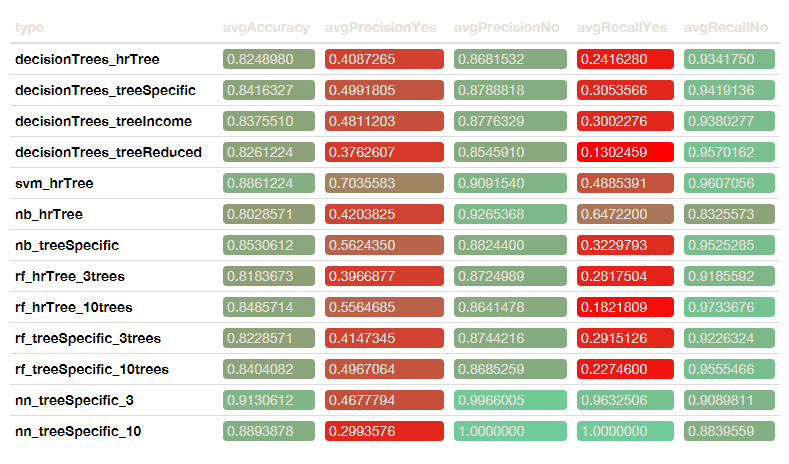 type avgAccuracy avgPrecisionYes avgPrecisionNo avgRecallYes avgRecallNo
decisionTrees_hrTree 0.8248980 0.4087265 0.8681532 0.2416280 0.9341750
decisionTrees_treeSpecific 0.8416327 0.4991805 0.8788818 0.3053566 0.9419136
decisionTrees_treeIncome 0.8375510 0.4811203 0.8776329 0.3002276 0.9380277
decisionTrees_treeReduced 0.8261224 0.3762607 0.8545910 0.1302459 0.9570162
svm_hrTree 0.8861224 0.7035583 0.9091540 0.4885391 0.9607056
nb_hrTree 0.8028571 0.4203825 0.9265368 0.6472200 0.8325573
nb_treeSpecific 0.8530612 0.5624350 0.8824400 0.3229793 0.9525285
rf_hrTree_3trees 0.8183673 0.3966877 0.8724989 0.2817504 0.9185592
rf_hrTree_10trees 0.8485714 0.5564685 0.8641478 0.1821809 0.9733676
rf_treeSpecific_3trees 0.8228571 0.4147345 0.8744216 0.2915126 0.9226324
rf_treeSpecific_10trees 0.8404082 0.4967064 0.8685259 0.2274600 0.9555466
nn_treeSpecific_3 0.9130612 0.4677794 0.9966005 0.9632506 0.9089811
nn_treeSpecific_10 0.8893878 0.2993576 1.0000000 1.0000000 0.8839559